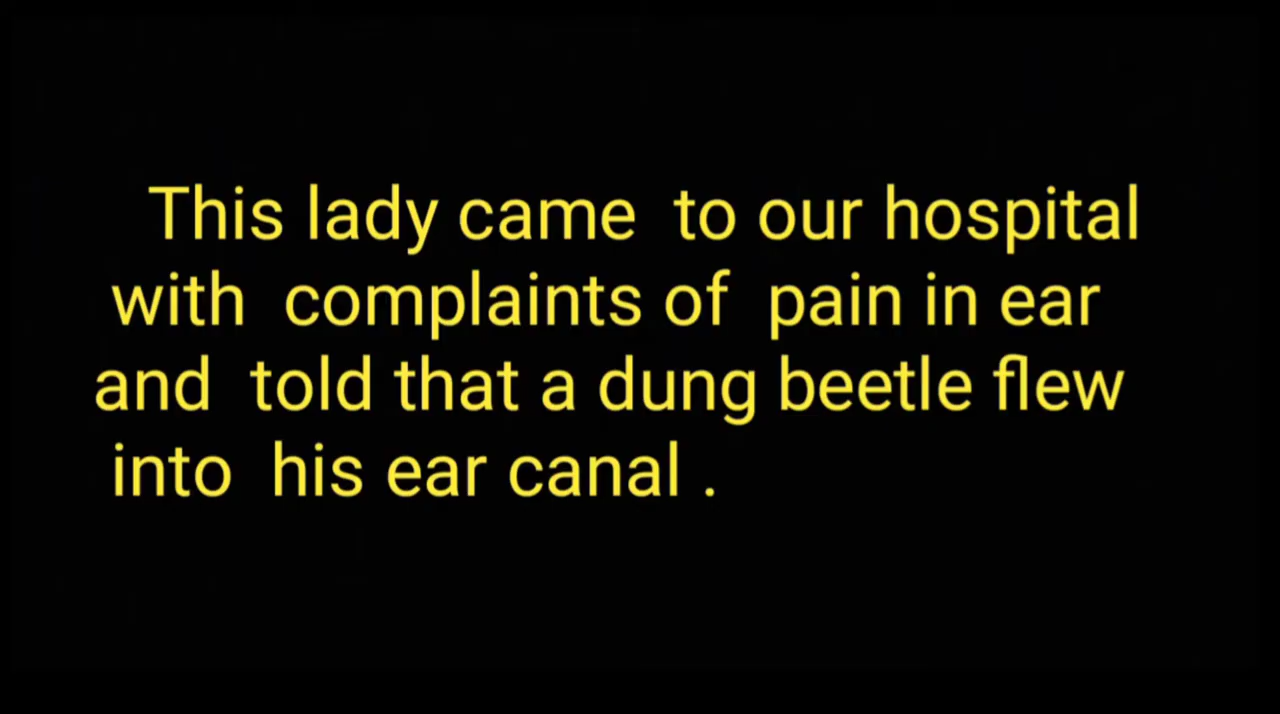 This lady came to our hospital
with complaints of pain in ear
and told that a dung beetle flew
into his ear canal .